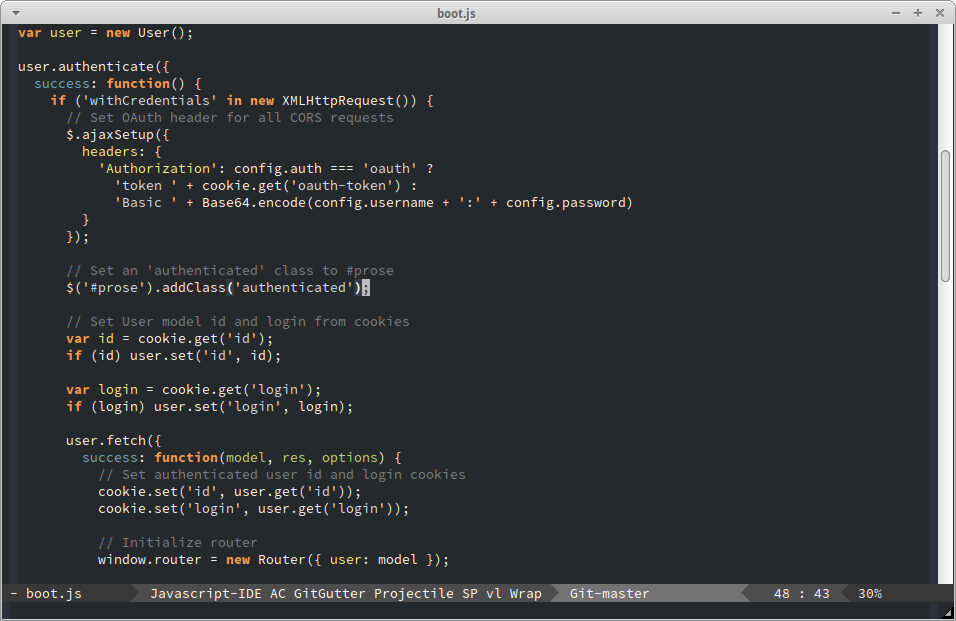 boot.js
var user = new User();

user.authenticate({
  success: function() {
    if ('withCredentials' in new XMLHttpRequest()) {
      // Set OAuth header for all CORS requests
      $.ajaxSetup({
        headers: {
          'Authorization': config.auth === 'oauth' ?
            'token ' + cookie.get('oauth-token') :
            'Basic ' + Base64.encode(config.username + ':' + config.password)
        }
      });

      // Set an 'authenticated' class to #prose
      $('#prose').addClass('authenticated');

      // Set User model id and login from cookies
      var id = cookie.get('id');
      if (id) user.set('id', id);

      var login = cookie.get('login');
      if (login) user.set('login', login);

      user.fetch({
        success: function(model, res, options) {
          // Set authenticated user id and login cookies
          cookie.set('id', user.get('id'));
          cookie.set('login', user.get('login'));

          // Initialize router
          window.router = new Router({ user: model });

- boot.js Javascript-IDE AC GitGutter Projectile SP vl Wrap Git-master 48 : 43 30%